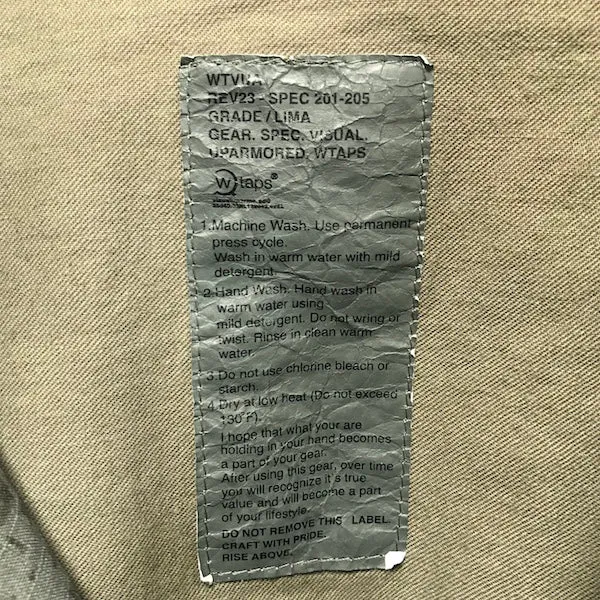 WTVUA
REV23 - SPEC 201-205
GRADE / LIMA
GEAR. SPEC. VISUAL.
UPARMORED. WTAPS
w)taps®
1.Machine Wash. Use permanent
press cycle.
Wash in warm water with mild
detergent.
2.Hand Wash. Hand wash in
warm water using
mild detergent. Do not wring or
twist. Rinse in clean warm
water.
3.Do not use chlorine bleach or
starch.
4.Dry at low heat (Do not exceed
130°F).
I hope that what your are
holding in your hand becomes
a part of your gear.
After using this gear, over time
you will recognize it's true
value and will become a part
of your lifestyle.
DO NOT REMOVE THIS LABEL.
CRAFT WITH PRIDE.
RISE ABOVE.